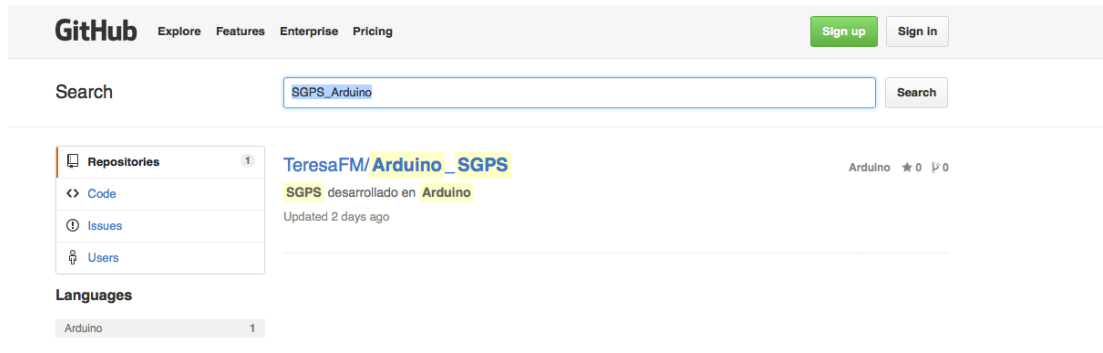 GitHub Explore Features Enterprise Pricing Sign up Sign in
Search SGPS_Arduino Search
Repositories 1
Code
Issues
Users
Languages
Arduino 1
TeresaFM/Arduino_SGPS Arduino 0 0
SGPS desarrollado en Arduino
Updated 2 days ago